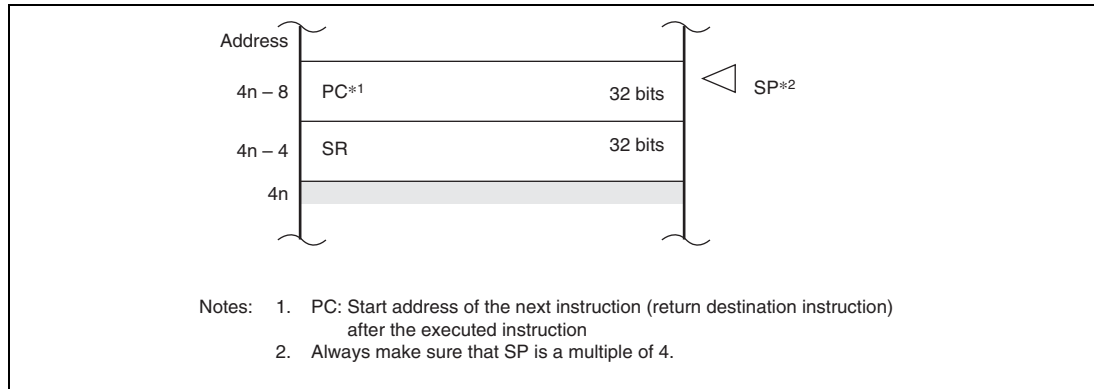 Address
4n – 8 PC*1 32 bits SP*2
4n – 4 SR 32 bits
4n
Notes: 1. PC: Start address of the next instruction (return destination instruction)
after the executed instruction
2. Always make sure that SP is a multiple of 4.